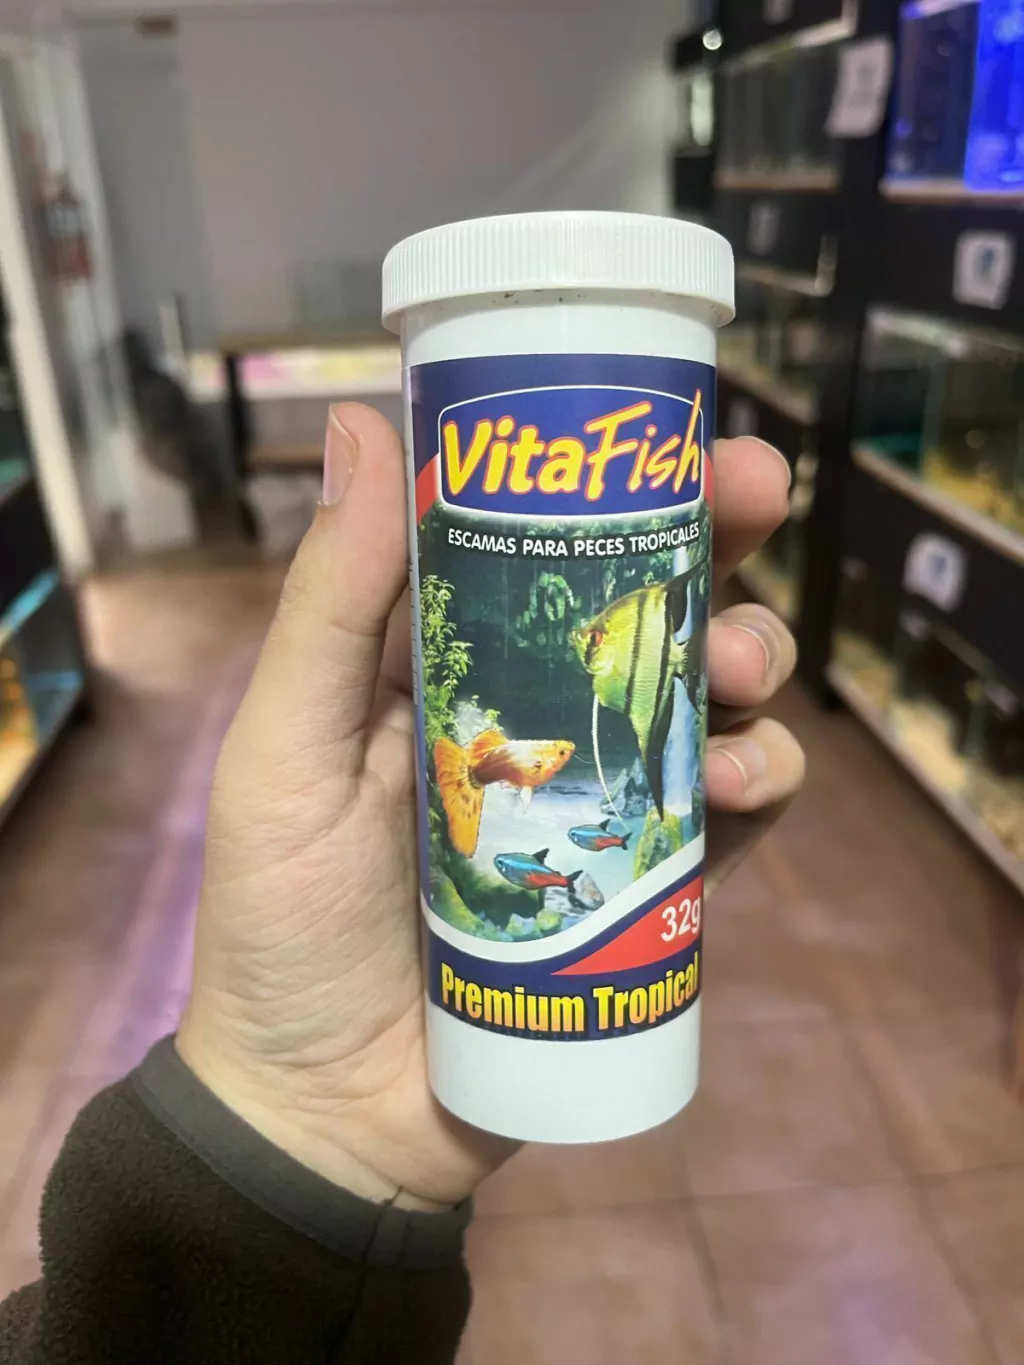 VitaFish
ESCAMAS PARA PECES TROPICALES
32g
Premium Tropical